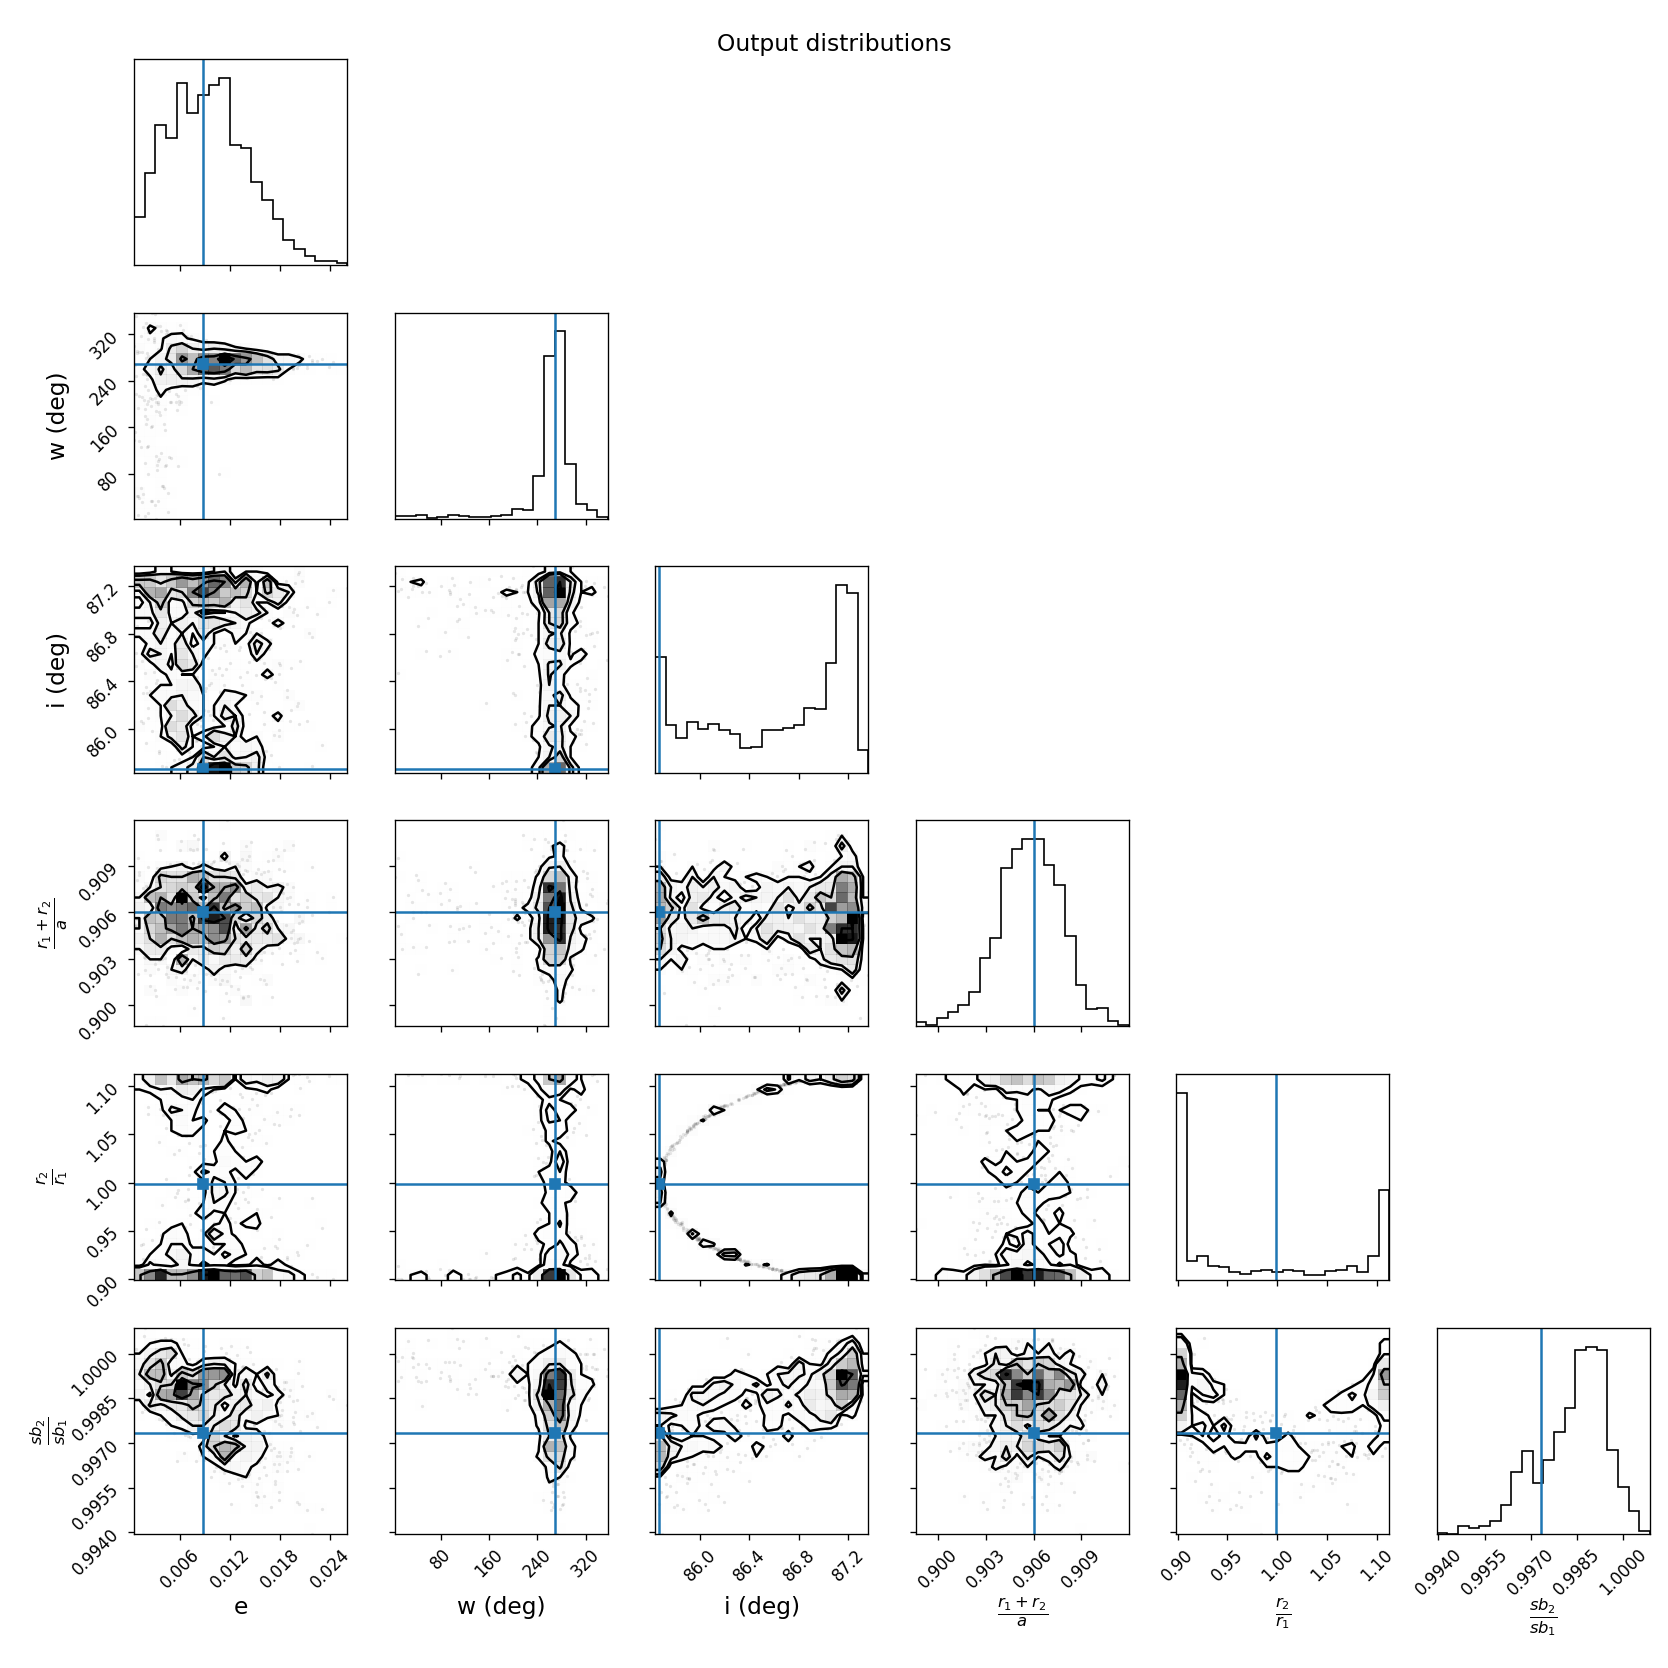 Output distributions
w (deg)
320
240
160
80
i (deg)
87.2
86.8
86.4
86.0
r₁ + r₂
a
0.909
0.906
0.903
0.900
r₂
r₁
1.10
1.05
1.00
0.95
0.90
sb₂
sb₁
1.0000
0.9985
0.9970
0.9955
0.9940
0.006 0.012 0.018 0.024
80 160 240 320
86.0 86.4 86.8 87.2
0.900 0.903 0.906 0.909
0.90 0.95 1.00 1.05 1.10
0.9940 0.9955 0.9970 0.9985 1.0000
e
w (deg)
i (deg)
r₁ + r₂
a
r₂
r₁
sb₂
sb₁